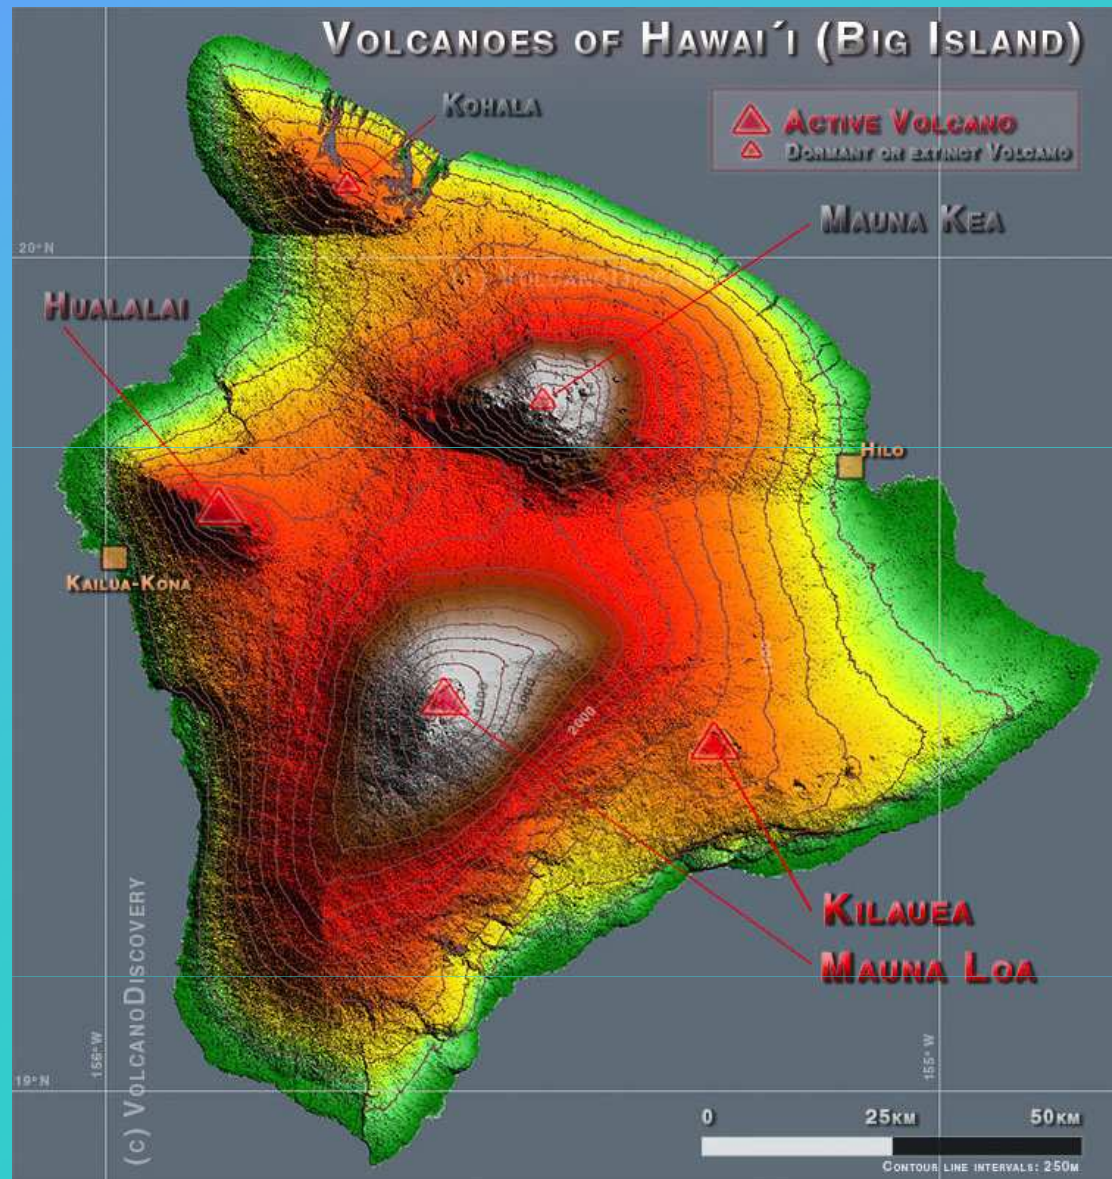 Volcanoes of Hawai´i (Big Island)
Active Volcano
Dormant or extinct Volcano
Kohala
Mauna Kea
20°N
Hualalai
Hilo
Kailua-Kona
4000
2000
Kilauea
Mauna Loa
(c) VolcanoDiscovery
156°W
155°W
19°N
0 25km 50km
Contour line intervals: 250m